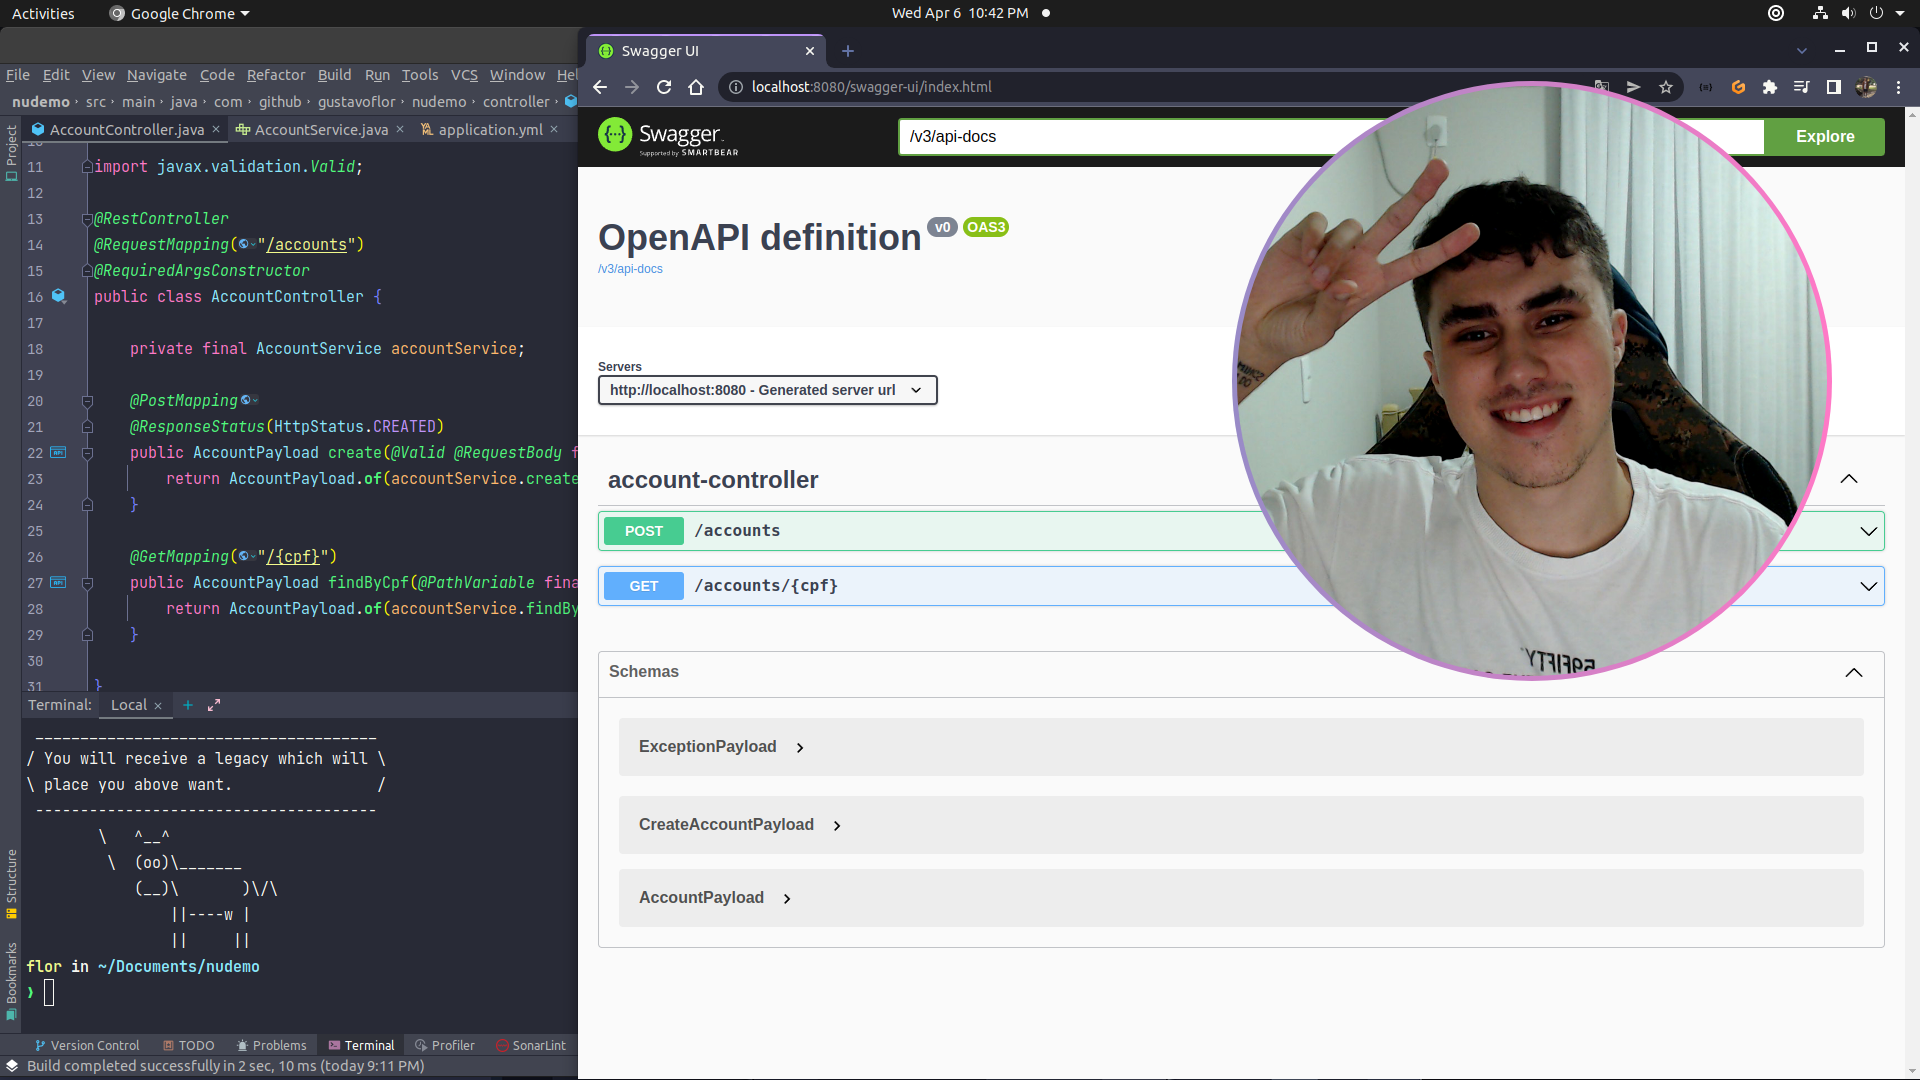 Activities
Google Chrome
Wed Apr 6 10:42 PM
File Edit View Navigate Code Refactor Build Run Tools VCS Window Hel
nudemo › src › main › java › com › github › gustavoflor › nudemo › controller ›
AccountController.java
AccountService.java
application.yml
Project
11 import javax.validation.Valid;
12
13 @RestController
14 @RequestMapping("/accounts")
15 @RequiredArgsConstructor
16 public class AccountController {
17
18 private final AccountService accountService;
19
20 @PostMapping
21 @ResponseStatus(HttpStatus.CREATED)
22 public AccountPayload create(@Valid @RequestBody f
23 return AccountPayload.of(accountService.create
24 }
25
26 @GetMapping("/{cpf}")
27 public AccountPayload findByCpf(@PathVariable fina
28 return AccountPayload.of(accountService.findBy
29 }
30
31 }
Terminal: Local × +
_____________________________________
/ You will receive a legacy which will \
\ place you above want. /
--------------------------------------
\ ^__^
\ (oo)\_______
(__)\ )\/\
||----w |
|| ||
flor in ~/Documents/nudemo
❯
Structure
Bookmarks
Version Control TODO Problems Terminal Profiler SonarLint
Build completed successfully in 2 sec, 10 ms (today 9:11 PM)
Swagger UI
localhost:8080/swagger-ui/index.html
{···} Swagger
Supported by SMARTBEAR
/v3/api-docs
Explore
OpenAPI definition v0 OAS3
/v3/api-docs
Servers
http://localhost:8080 - Generated server url
account-controller
POST /accounts
GET /accounts/{cpf}
Schemas
ExceptionPayload
CreateAccountPayload
AccountPayload
59FIFTY